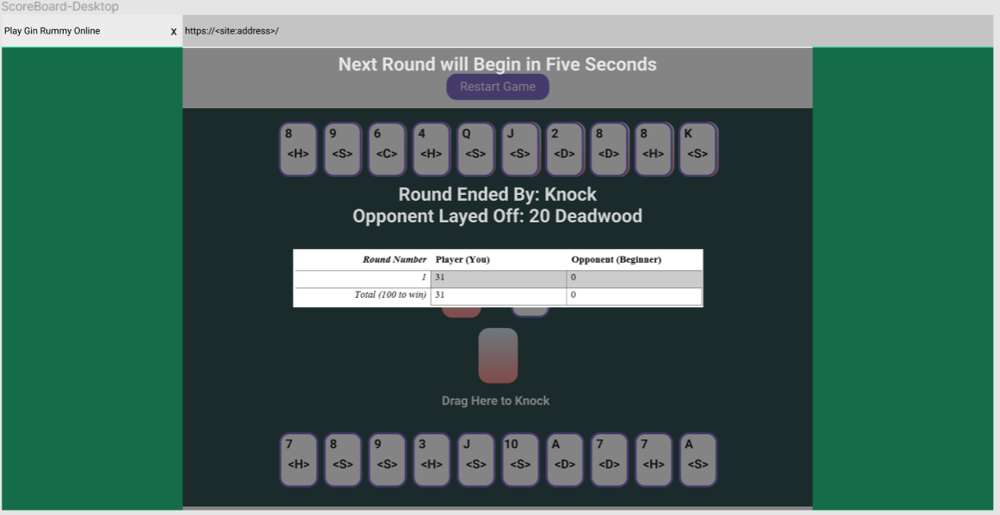 ScoreBoard-Desktop
Play Gin Rummy Online x https://<site:address>/
Next Round will Begin in Five Seconds
Restart Game
8 9 6 4 Q J 2 8 8 K
<H> <S> <C> <H> <S> <S> <D> <D> <H> <S>
Round Ended By: Knock
Opponent Layed Off: 20 Deadwood
Round Number Player (You) Opponent (Beginner)
1 31 0
Total (100 to win) 31 0
Drag Here to Knock
7 8 9 3 J 10 A 7 7 A
<H> <S> <S> <H> <S> <S> <D> <D> <H> <S>